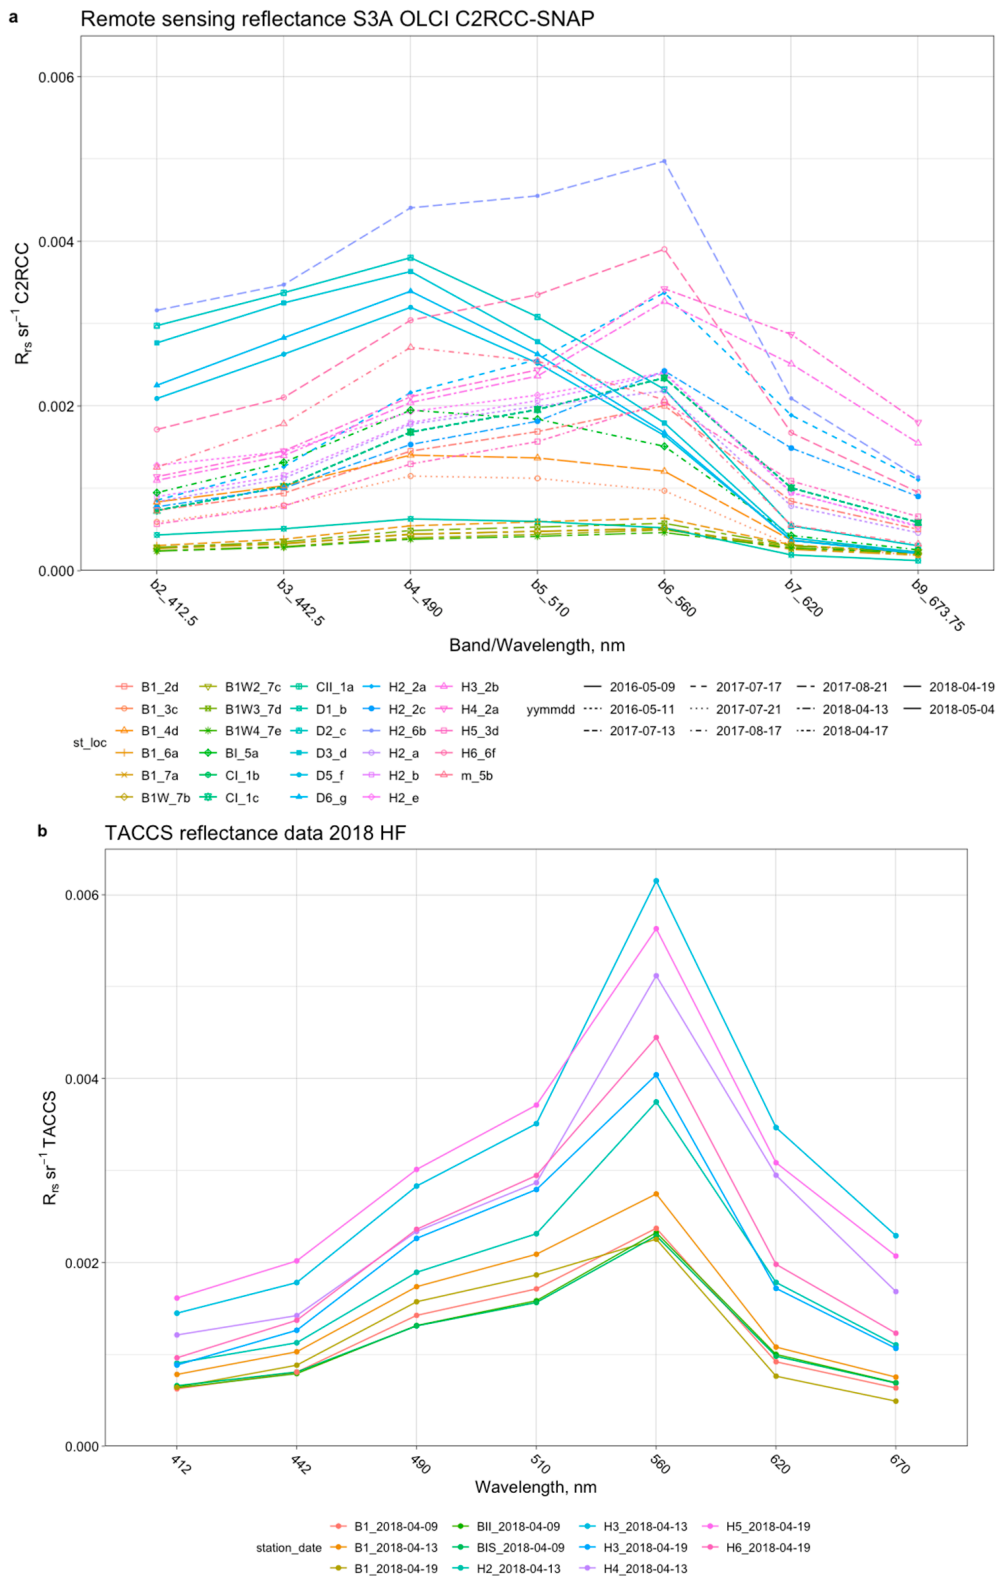 a
Remote sensing reflectance S3A OLCI C2RCC-SNAP
0.006
0.004
0.002
0.000
Rrs sr−1 C2RCC
b2_412.5 b3_442.5 b4_490 b5_510 b6_560 b7_620 b9_673.75
Band/Wavelength, nm
st_loc
B1_2d B1W2_7c CII_1a H2_2a H3_2b
B1_3c B1W3_7d D1_b H2_2c H4_2a
B1_4d B1W4_7e D2_c H2_6b H5_3d
B1_6a BI_5a D3_d H2_a H6_6f
B1_7a CI_1b D5_f H2_b m_5b
B1W_7b CI_1c D6_g H2_e
yymmdd
2016-05-09 2017-07-17 2017-08-21 2018-04-19
2016-05-11 2017-07-21 2018-04-13 2018-05-04
2017-07-13 2017-08-17 2018-04-17
b
TACCS reflectance data 2018 HF
0.006
0.004
0.002
0.000
Rrs sr−1 TACCS
412 442 490 510 560 620 670
Wavelength, nm
station_date
B1_2018-04-09 BII_2018-04-09 H3_2018-04-13 H5_2018-04-19
B1_2018-04-13 BIS_2018-04-09 H3_2018-04-19 H6_2018-04-19
B1_2018-04-19 H2_2018-04-13 H4_2018-04-13